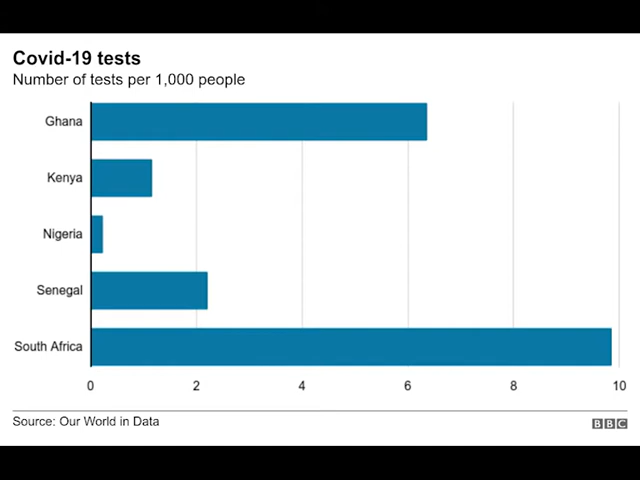 Covid-19 tests
Number of tests per 1,000 people
Ghana
Kenya
Nigeria
Senegal
South Africa
0 2 4 6 8 10
Source: Our World in Data
BBC